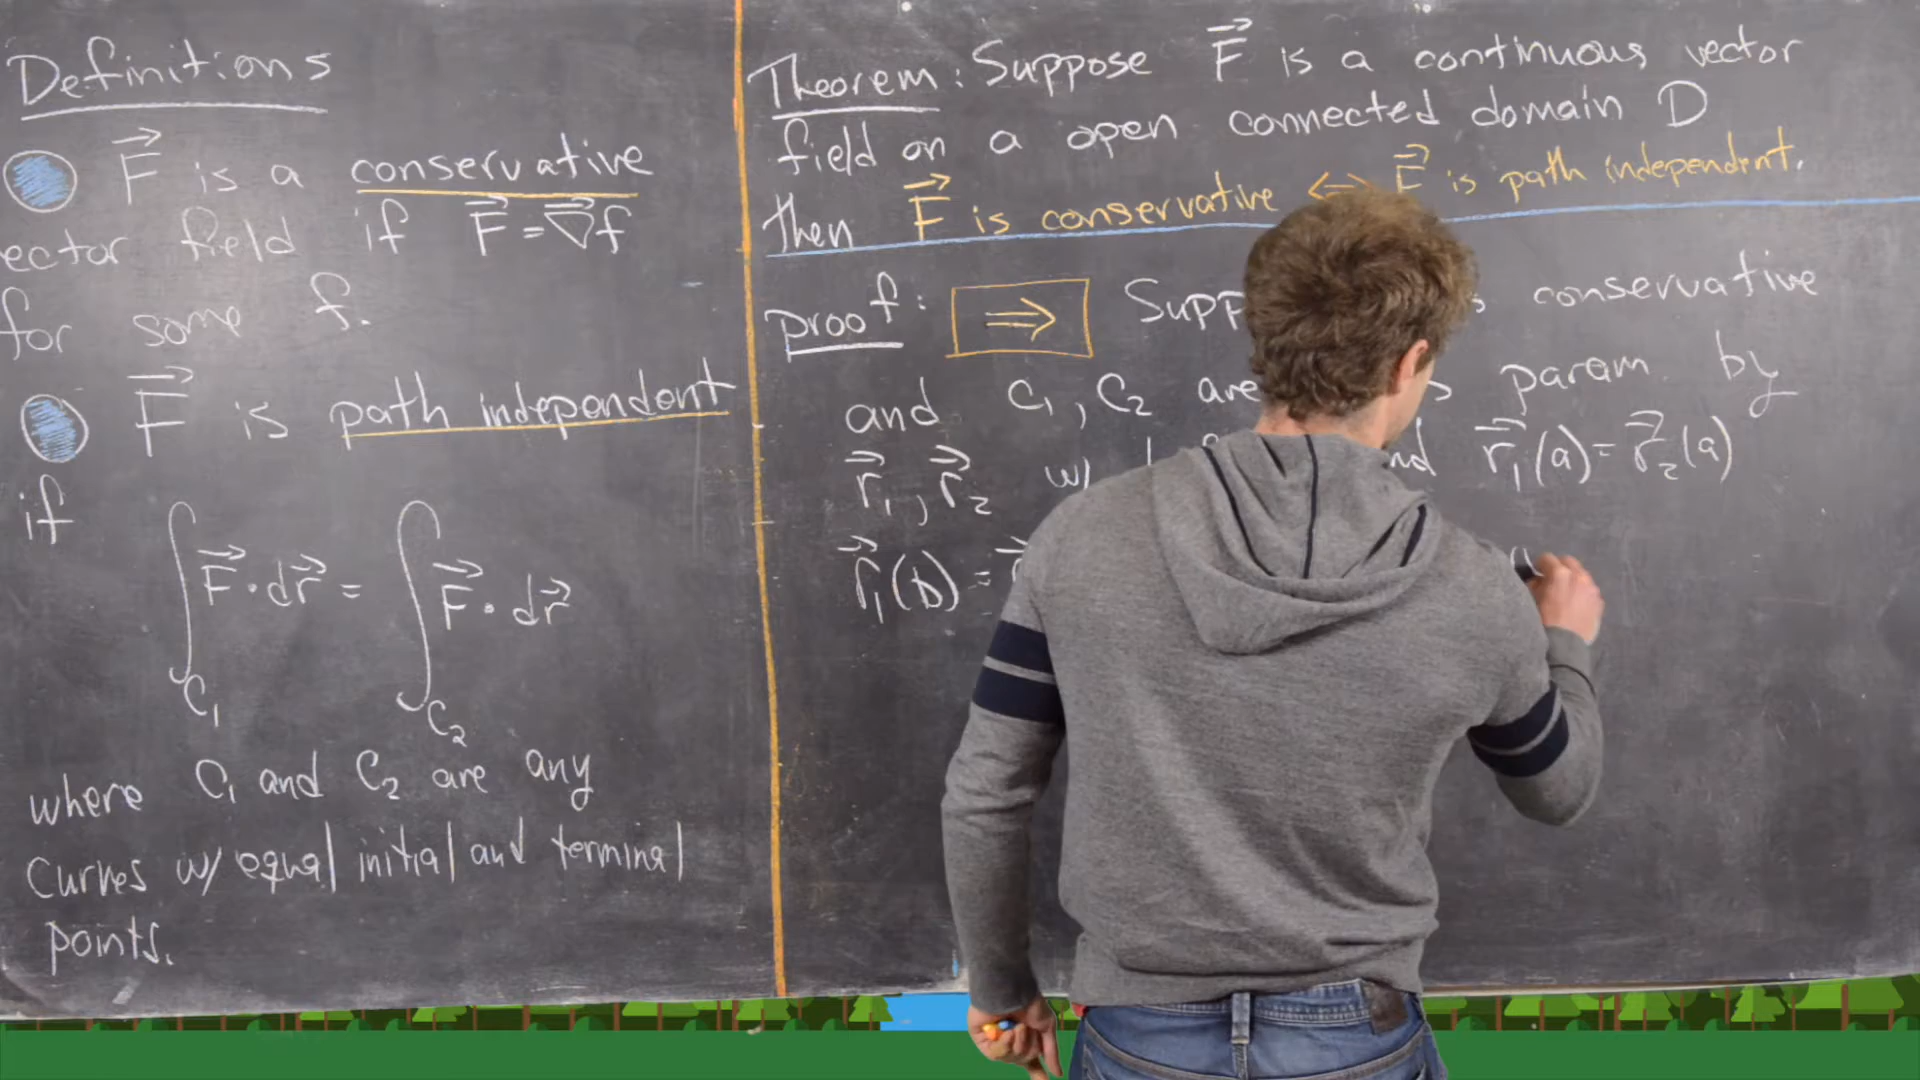 Definitions
F is a conservative
ector field if F = ∇f
for some f.
F is path independent
if
∫ F · dr = ∫ F · dr
C₁ C₂
where C₁ and C₂ are any
curves w/ equal initial and terminal
points.
Theorem: Suppose F is a continuous vector
field on a open connected domain D
then F is conservative ↔ F is path independent.
proof: ⇒ Supp s conservative
and C₁, C₂ are s param by
r₁, r₂ w/ nd r₁(a) = r₂(a)
r₁(b) =